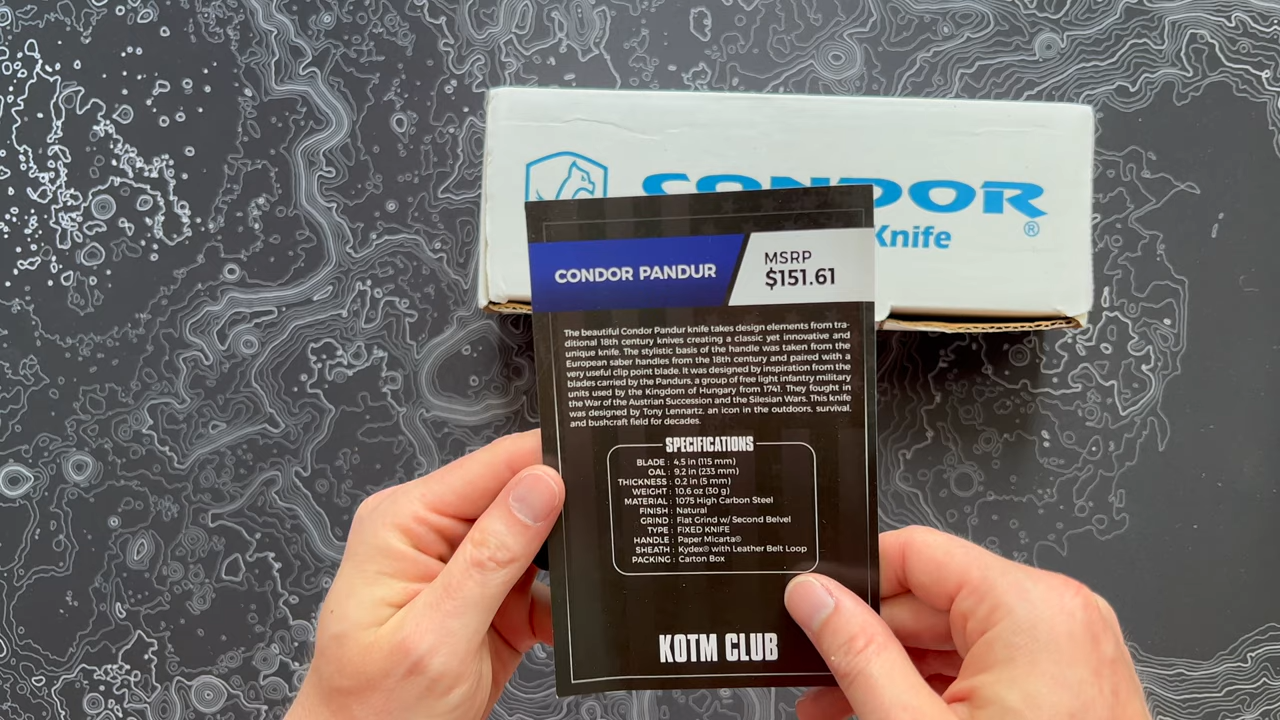 CONDOR
®
Knife
CONDOR PANDUR
MSRP
$151.61
The beautiful Condor Pandur knife takes design elements from tra-
ditional 18th century knives creating a classic yet innovative and
unique knife. The stylistic basis of the handle was taken from the
European saber handles from the 18th century and paired with a
very useful clip point blade. It was designed by inspiration from the
blades carried by the Pandurs, a group of free light infantry military
units used by the Kingdom of Hungary from 1741. They fought in
the War of the Austrian Succession and the Silesian Wars. This knife
was designed by Tony Lennartz, an icon in the outdoors, survival,
and bushcraft field for decades.
SPECIFICATIONS
BLADE : 4.5 in (115 mm)
OAL : 9.2 in (233 mm)
THICKNESS : 0.2 in (5 mm)
WEIGHT : 10.6 oz (30 g)
MATERIAL : 1075 High Carbon Steel
FINISH : Natural
GRIND : Flat Grind w/ Second Belvel
TYPE : FIXED KNIFE
HANDLE : Paper Micarta®
SHEATH : Kydex® with Leather Belt Loop
PACKING : Carton Box
KOTM CLUB